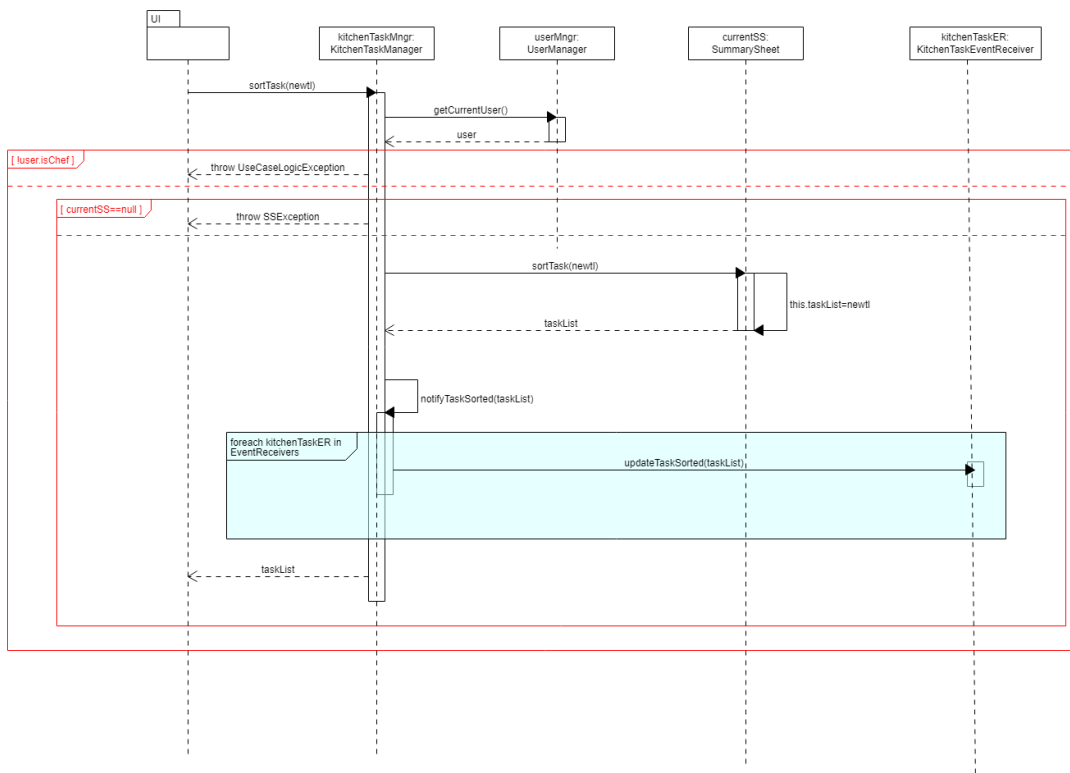 UI
kitchenTaskMngr:
KitchenTaskManager
userMngr:
UserManager
currentSS:
SummarySheet
kitchenTaskER:
KitchenTaskEventReceiver
sortTask(newtl)
getCurrentUser()
user
[ !user.isChef ]
throw UseCaseLogicException
[ currentSS==null ]
throw SSException
sortTask(newtl)
this.taskList=newtl
taskList
notifyTaskSorted(taskList)
foreach kitchenTaskER in
EventReceivers
updateTaskSorted(taskList)
taskList